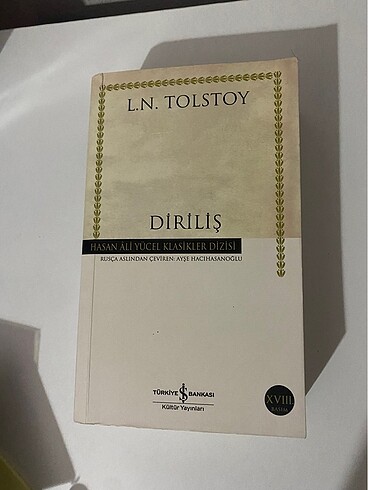 L.N. TOLSTOY
DİRİLİŞ
HASAN ÂLİ YÜCEL KLASİKLER DİZİSİ
RUSÇA ASLINDAN ÇEVİREN: AYŞE HACIHASANOĞLU
TÜRKİYE İŞ BANKASI
Kültür Yayınları
XVIII.
BASIM